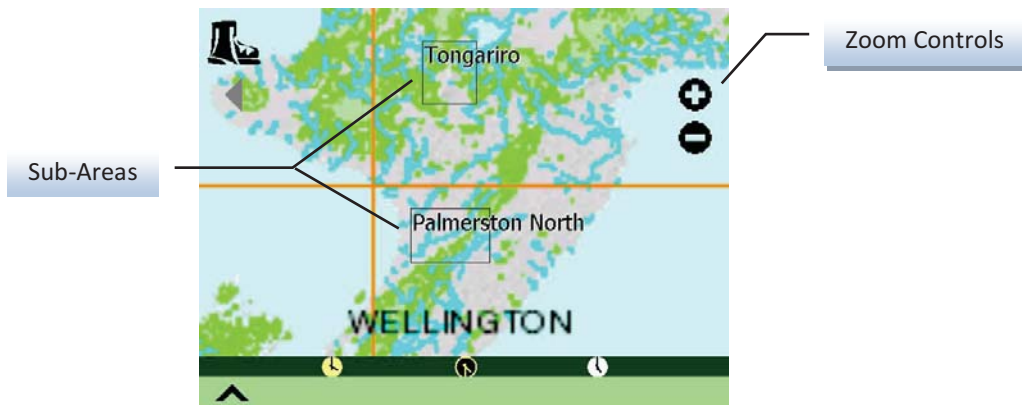 Zoom Controls
Tongariro
Sub-Areas
Palmerston North
WELLINGTON